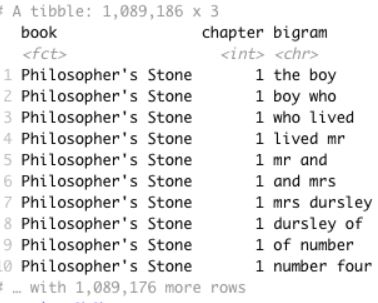 # A tibble: 1,089,186 x 3
book chapter bigram
<fct> <int> <chr>
1 Philosopher's Stone 1 the boy
2 Philosopher's Stone 1 boy who
3 Philosopher's Stone 1 who lived
4 Philosopher's Stone 1 lived mr
5 Philosopher's Stone 1 mr and
6 Philosopher's Stone 1 and mrs
7 Philosopher's Stone 1 mrs dursley
8 Philosopher's Stone 1 dursley of
9 Philosopher's Stone 1 of number
10 Philosopher's Stone 1 number four
# … with 1,089,176 more rows